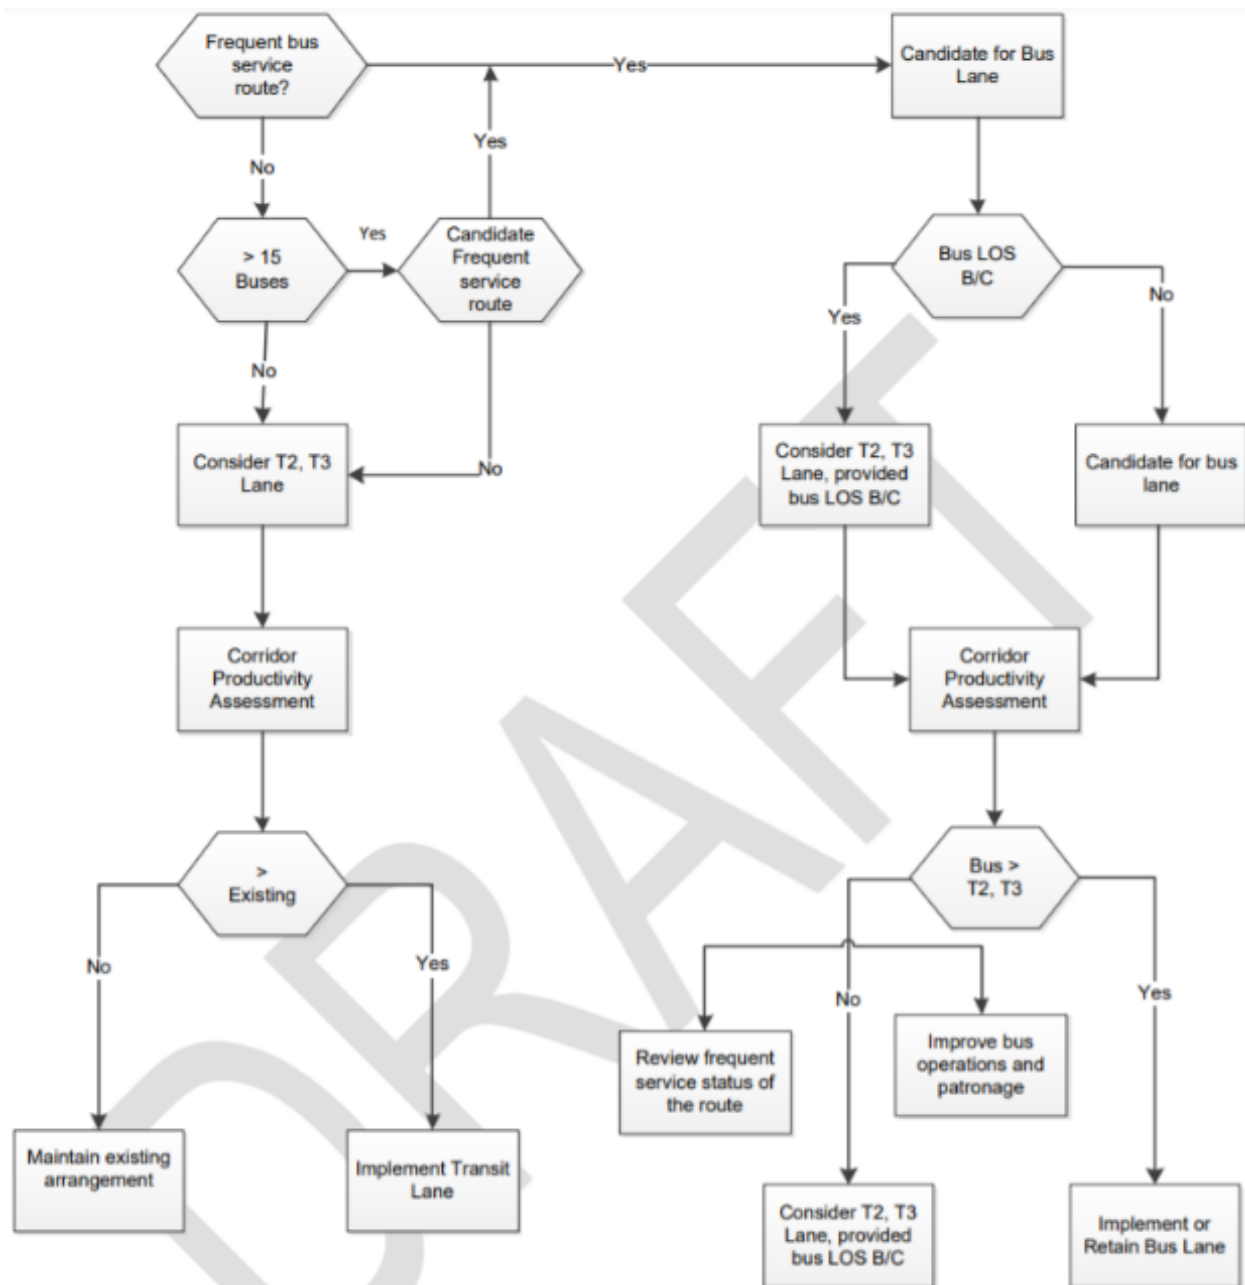 Frequent bus
service
route?
Yes
Candidate for Bus
Lane
Yes
No
> 15
Buses
Yes
Candidate
Frequent
service
route
Bus LOS
B/C
Yes
No
No
Consider T2, T3
Lane
No
Consider T2, T3
Lane, provided
bus LOS B/C
Candidate for bus
lane
Corridor
Productivity
Assessment
Corridor
Productivity
Assessment
>
Existing
Bus >
T2, T3
No
Yes
No
Yes
Review frequent
service status of
the route
Improve bus
operations and
patronage
Maintain existing
arrangement
Implement Transit
Lane
Consider T2, T3
Lane, provided
bus LOS B/C
Implement or
Retain Bus Lane
DRAFT